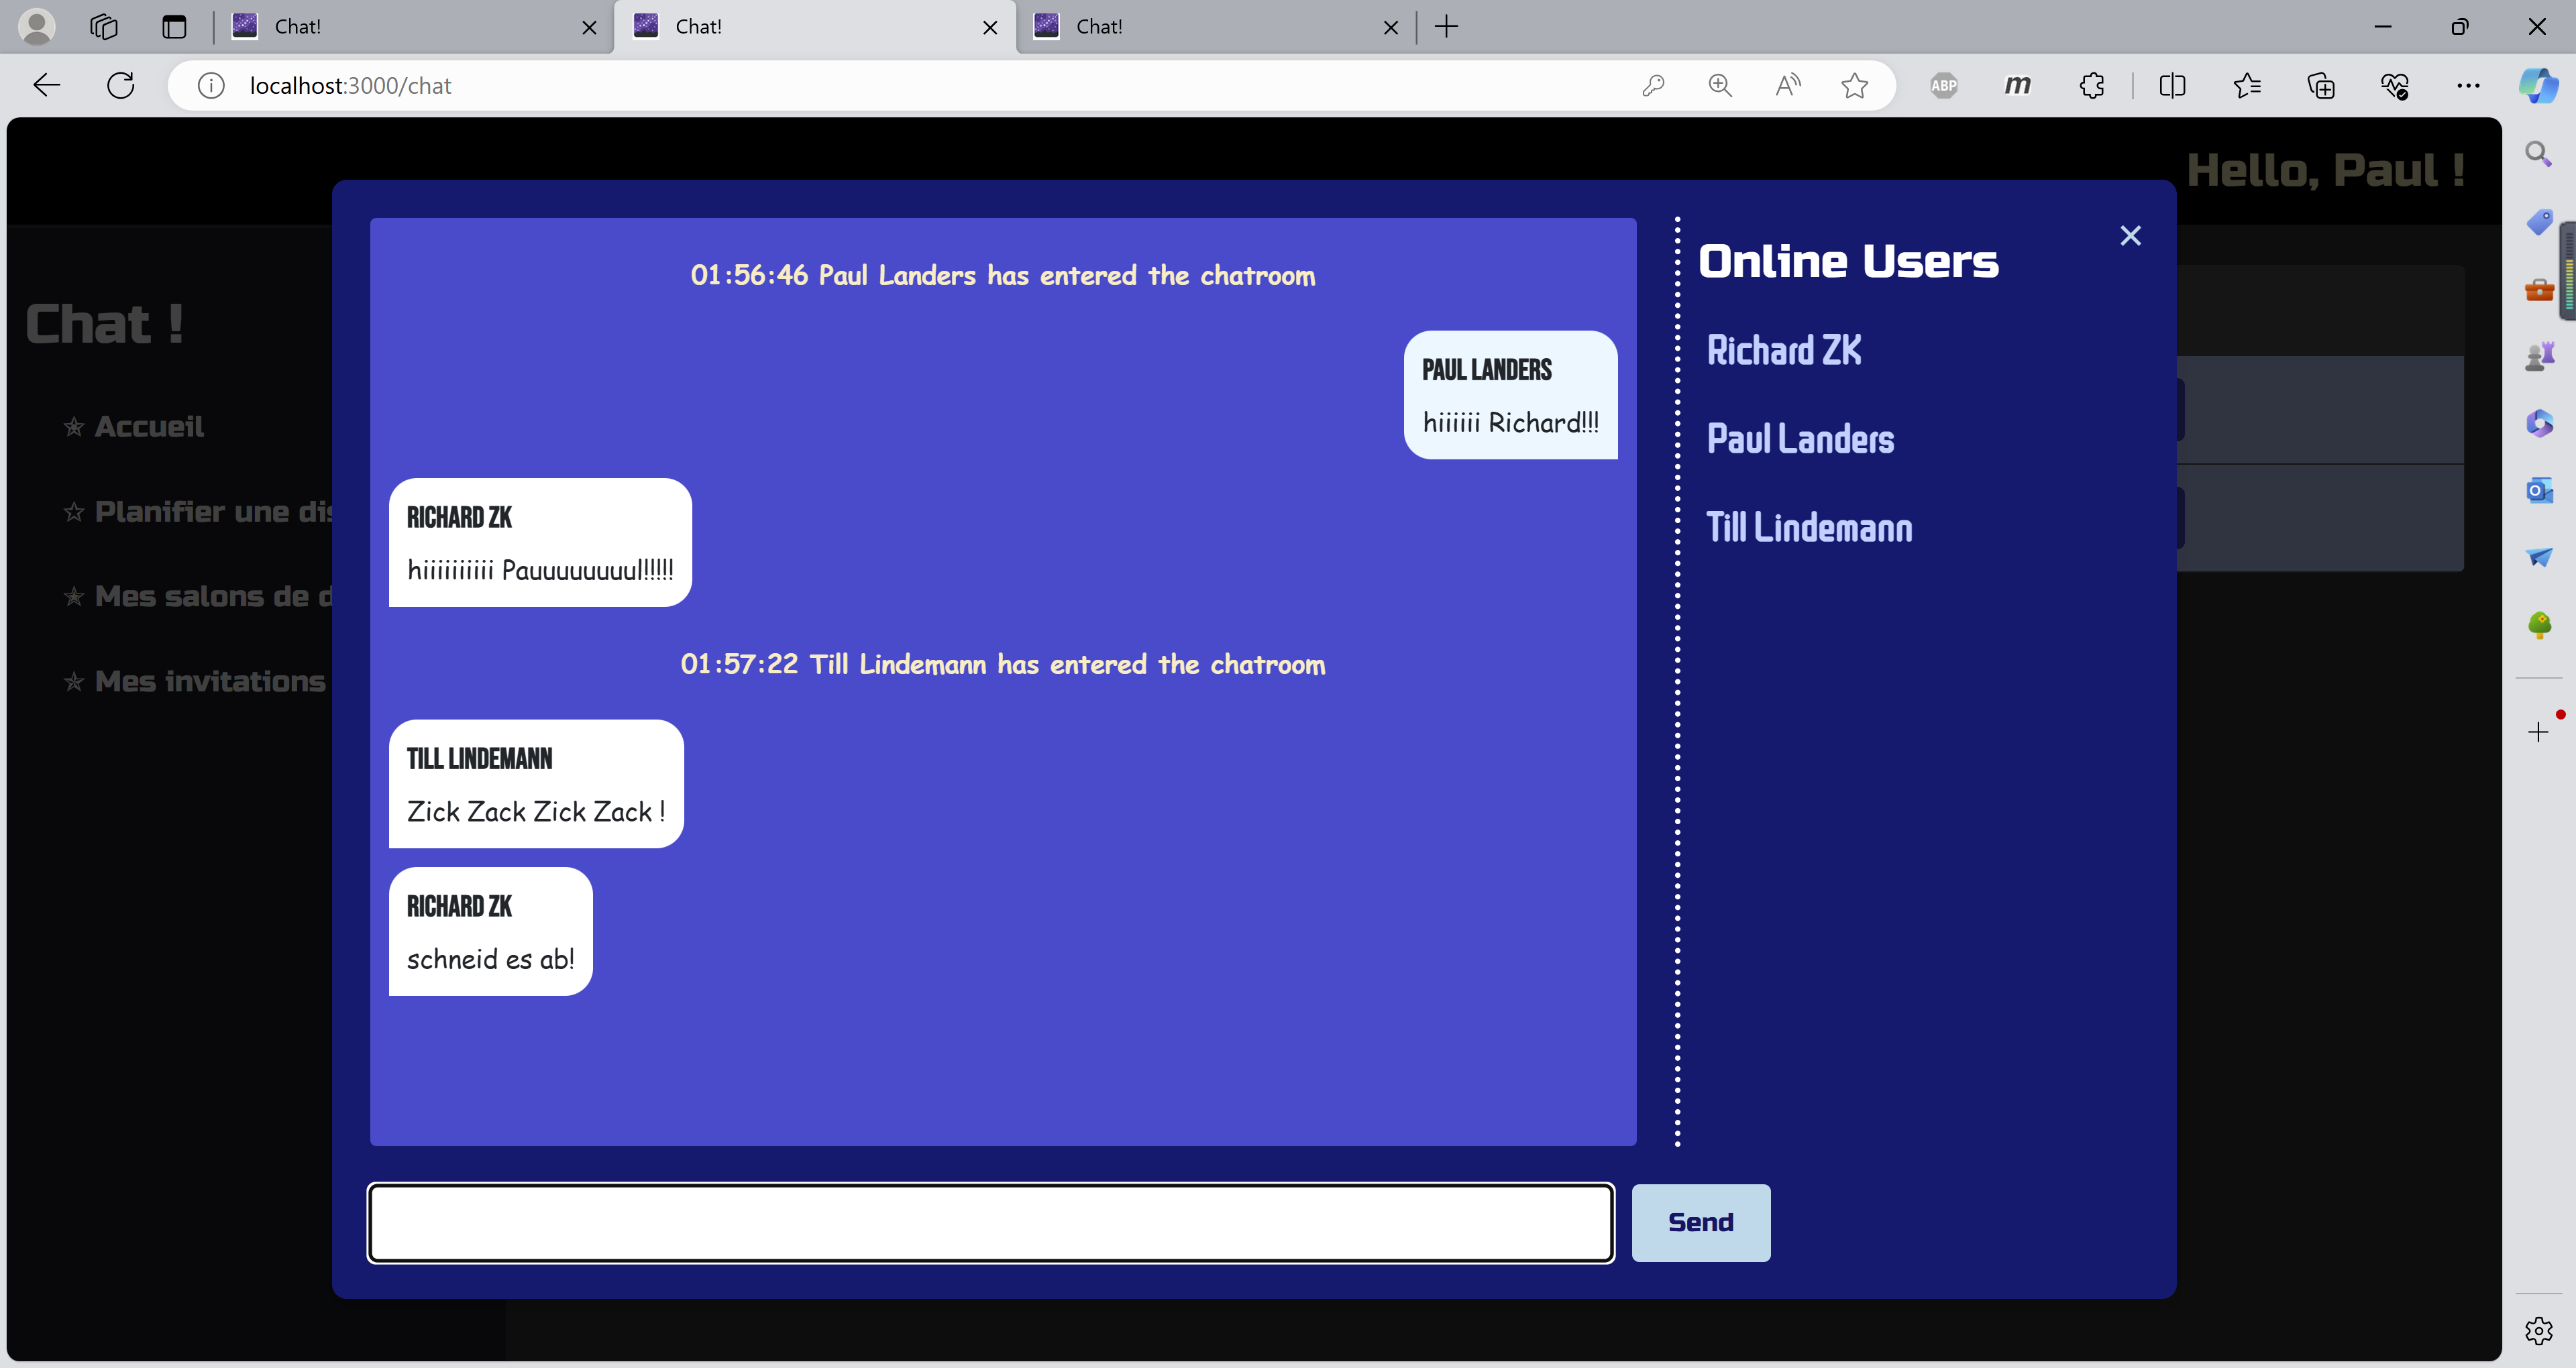 Chat!
Chat!
Chat!
localhost:3000/chat
ABP
m
Hello, Paul !
Chat !
✯ Accueil
☆ Planifier une dis
✯ Mes salons de d
✯ Mes invitations
01:56:46 Paul Landers has entered the chatroom
PAUL LANDERS
hiiiiii Richard!!!
RICHARD ZK
hiiiiiiiiii Pauuuuuuuul!!!!!!
01:57:22 Till Lindemann has entered the chatroom
TILL LINDEMANN
Zick Zack Zick Zack !
RICHARD ZK
schneid es ab!
Send
Online Users
Richard ZK
Paul Landers
Till Lindemann